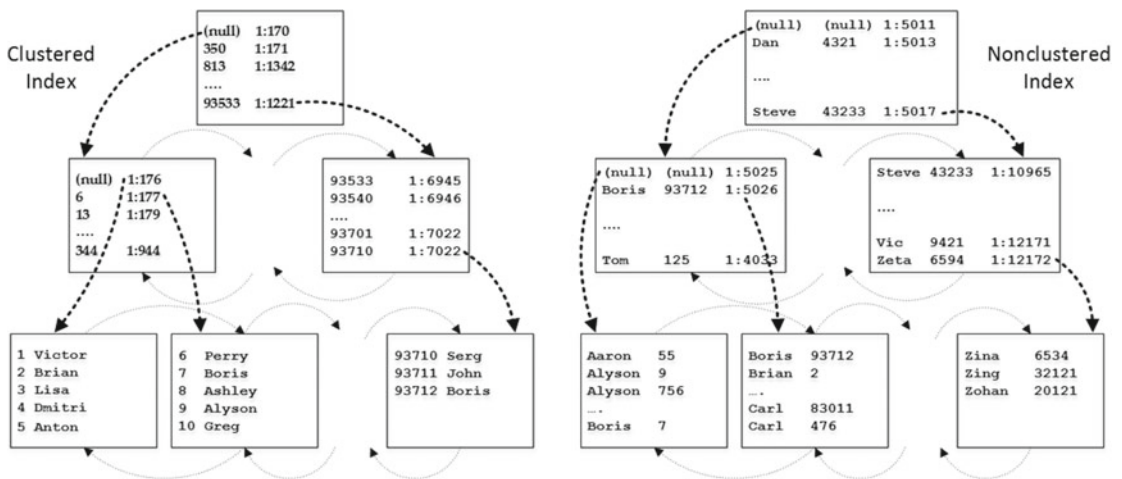 Clustered
Index
(null) 1:170
350 1:171
813 1:1342
....
93533 1:1221
(null) 1:176
6 1:177
13 1:179
....
344 1:944
93533 1:6945
93540 1:6946
....
93701 1:7022
93710 1:7022
1 Victor
2 Brian
3 Lisa
4 Dmitri
5 Anton
6 Perry
7 Boris
8 Ashley
9 Alyson
10 Greg
93710 Serg
93711 John
93712 Boris
Nonclustered
Index
(null) (null) 1:5011
Dan 4321 1:5013
....
Steve 43233 1:5017
(null) (null) 1:5025
Boris 93712 1:5026
....
Tom 125 1:4033
Steve 43233 1:10965
....
Vic 9421 1:12171
Zeta 6594 1:12172
Aaron 55
Alyson 9
Alyson 756
....
Boris 7
Boris 93712
Brian 2
....
Carl 83011
Carl 476
Zina 6534
Zing 32121
Zohan 20121